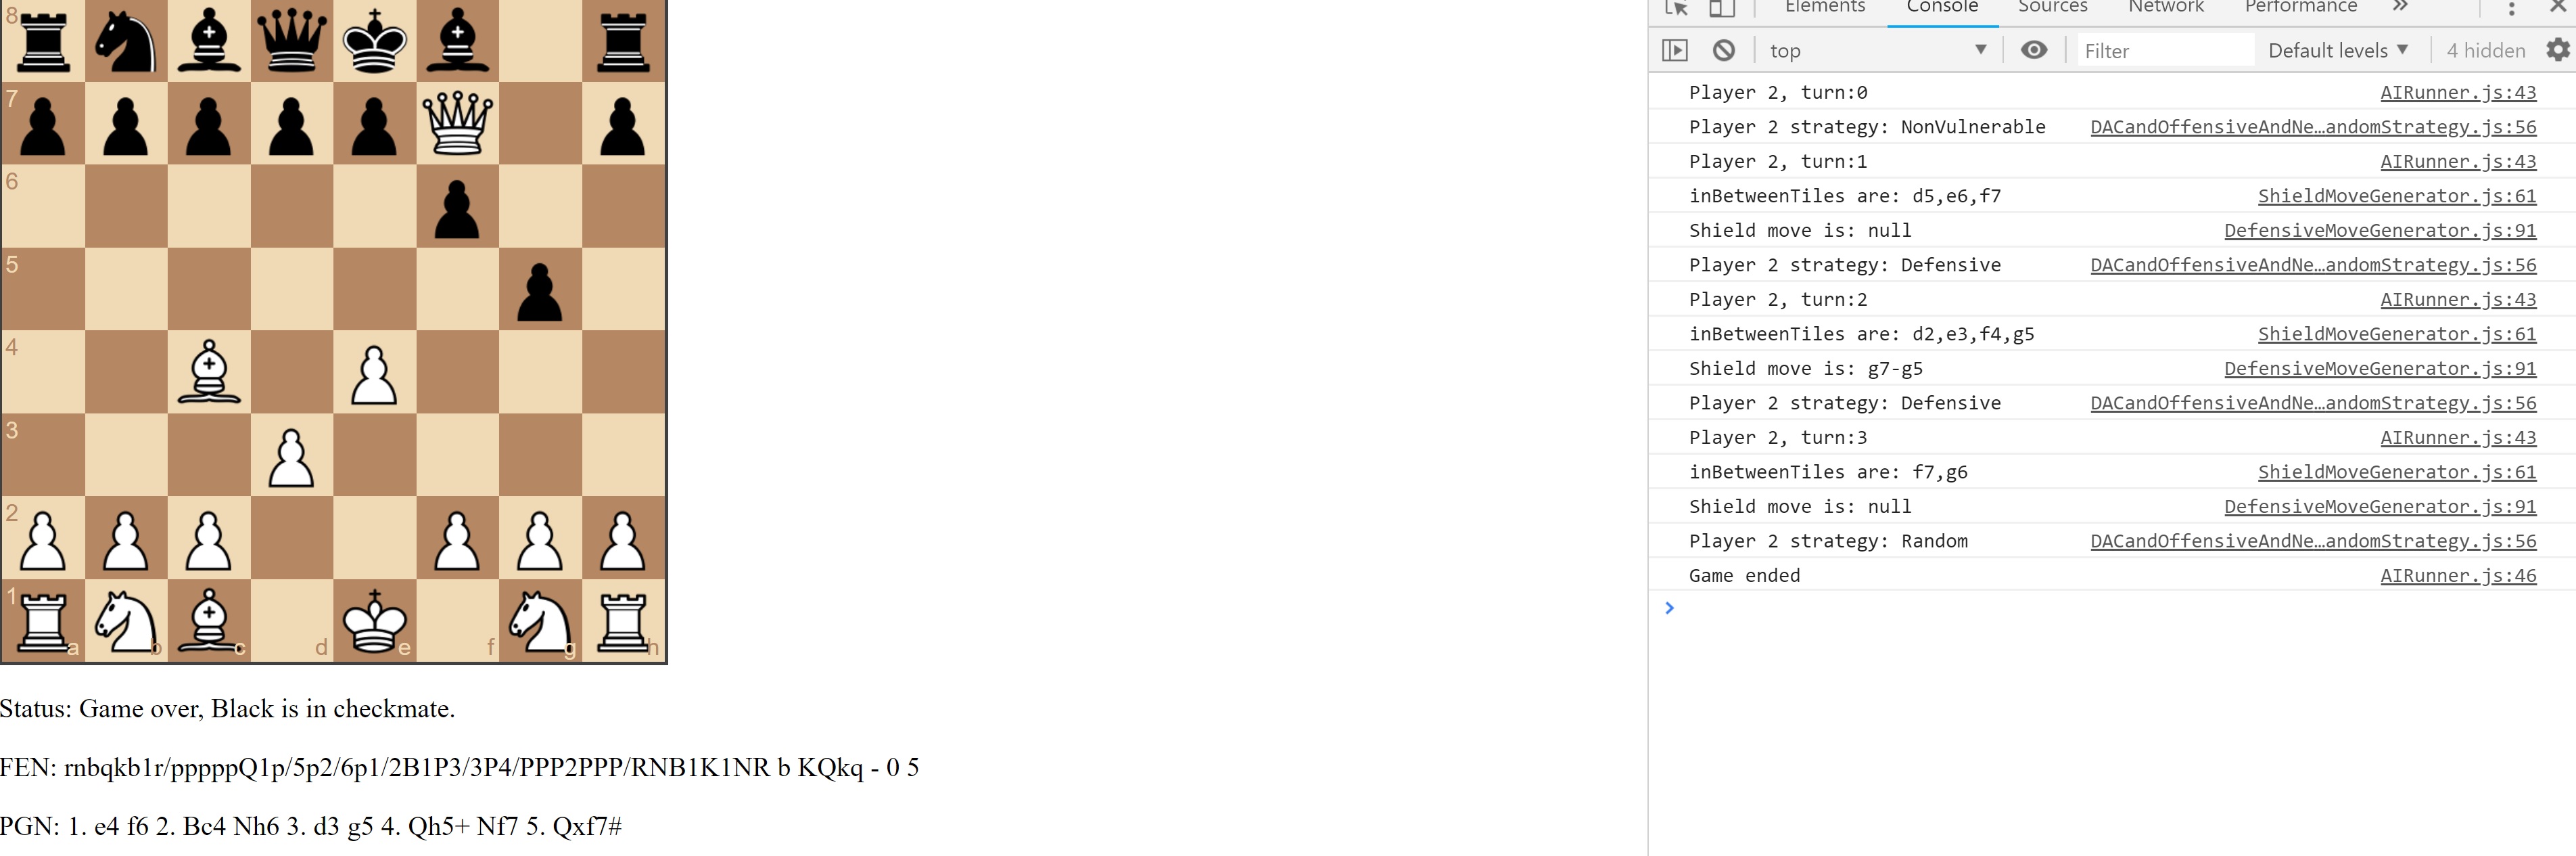 8
7
6
5
4
3
2
1
a b c d e f g h
Status: Game over, Black is in checkmate.
FEN: rnbqkb1r/pppppQ1p/5p2/6p1/2B1P3/3P4/PPP2PPP/RNB1K1NR b KQkq - 0 5
PGN: 1. e4 f6 2. Bc4 Nh6 3. d3 g5 4. Qh5+ Nf7 5. Qxf7#
Elements Console Sources Network Performance »
top Filter Default levels 4 hidden
Player 2, turn:0 AIRunner.js:43
Player 2 strategy: NonVulnerable DACandOffensiveAndNe…andomStrategy.js:56
Player 2, turn:1 AIRunner.js:43
inBetweenTiles are: d5,e6,f7 ShieldMoveGenerator.js:61
Shield move is: null DefensiveMoveGenerator.js:91
Player 2 strategy: Defensive DACandOffensiveAndNe…andomStrategy.js:56
Player 2, turn:2 AIRunner.js:43
inBetweenTiles are: d2,e3,f4,g5 ShieldMoveGenerator.js:61
Shield move is: g7-g5 DefensiveMoveGenerator.js:91
Player 2 strategy: Defensive DACandOffensiveAndNe…andomStrategy.js:56
Player 2, turn:3 AIRunner.js:43
inBetweenTiles are: f7,g6 ShieldMoveGenerator.js:61
Shield move is: null DefensiveMoveGenerator.js:91
Player 2 strategy: Random DACandOffensiveAndNe…andomStrategy.js:56
Game ended AIRunner.js:46